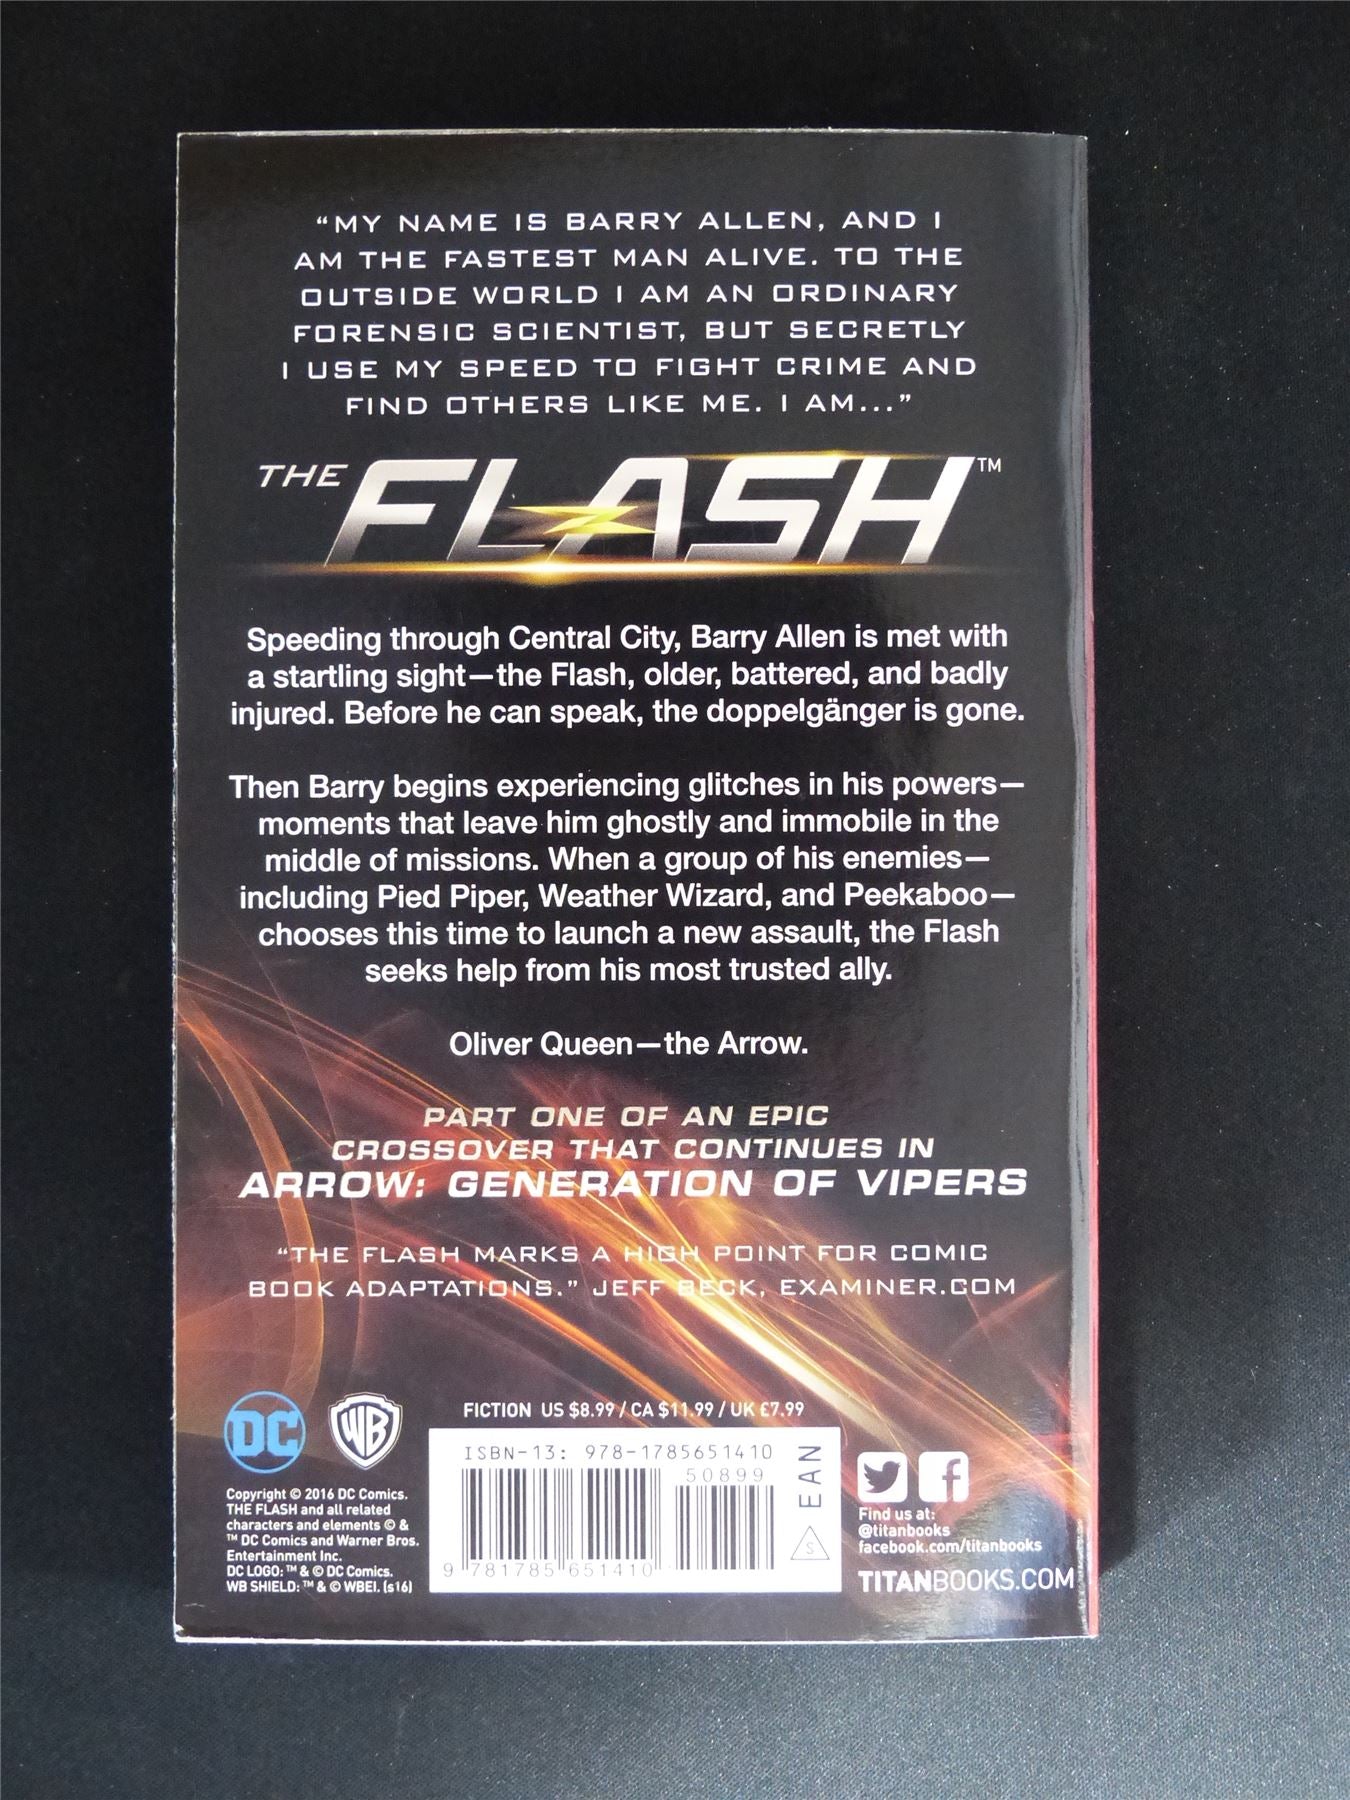 “MY NAME IS BARRY ALLEN, AND I
AM THE FASTEST MAN ALIVE. TO THE
OUTSIDE WORLD I AM AN ORDINARY
FORENSIC SCIENTIST, BUT SECRETLY
I USE MY SPEED TO FIGHT CRIME AND
FIND OTHERS LIKE ME. I AM...”
THE FLASH™
Speeding through Central City, Barry Allen is met with
a startling sight—the Flash, older, battered, and badly
injured. Before he can speak, the doppelgänger is gone.
Then Barry begins experiencing glitches in his powers—
moments that leave him ghostly and immobile in the
middle of missions. When a group of his enemies—
including Pied Piper, Weather Wizard, and Peekaboo—
chooses this time to launch a new assault, the Flash
seeks help from his most trusted ally.
Oliver Queen—the Arrow.
PART ONE OF AN EPIC
CROSSOVER THAT CONTINUES IN
ARROW: GENERATION OF VIPERS
“THE FLASH MARKS A HIGH POINT FOR COMIC
BOOK ADAPTATIONS.” JEFF BECK, EXAMINER.COM
DC
WB
Copyright © 2016 DC Comics.
THE FLASH and all related
characters and elements © &
™ DC Comics and Warner Bros.
Entertainment Inc.
DC LOGO: ™ & © DC Comics.
WB SHIELD: ™ & © WBEI. (s16)
FICTION US $8.99 / CA $11.99 / UK £7.99
ISBN-13: 978-1785651410
50899
9 781785 651410
EAN
S
Find us at:
@titanbooks
facebook.com/titanbooks
TITANBOOKS.COM